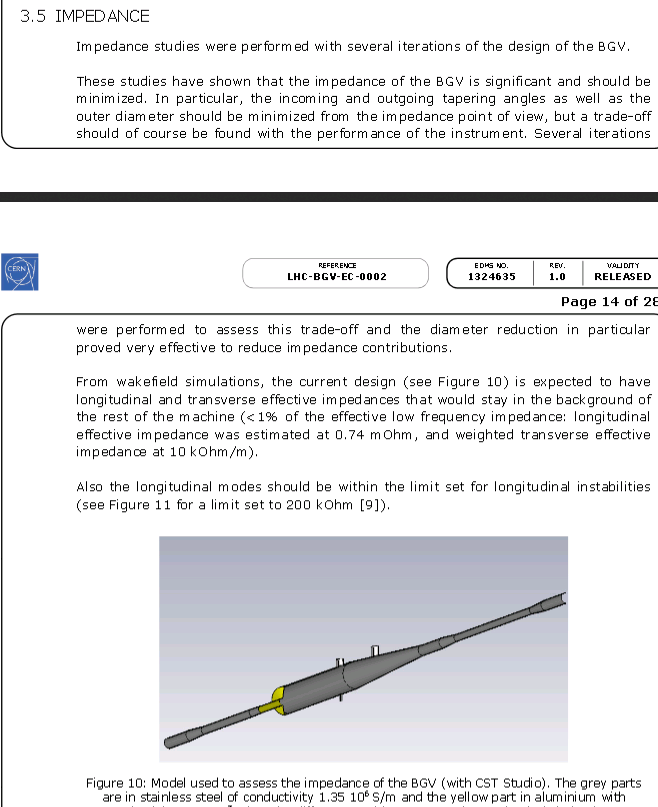 3.5 IMPEDANCE
Impedance studies were performed with several iterations of the design of the BGV.
These studies have shown that the impedance of the BGV is significant and should be
minimized. In particular, the incoming and outgoing tapering angles as well as the
outer diameter should be minimized from the impedance point of view, but a trade-off
should of course be found with the performance of the instrument. Several iterations
CERN
REFERENCE
LHC-BGV-EC-0002
EDMS NO.
1324635
REV.
1.0
VALIDITY
RELEASED
Page 14 of 28
were performed to assess this trade-off and the diameter reduction in particular
proved very effective to reduce impedance contributions.
From wakefield simulations, the current design (see Figure 10) is expected to have
longitudinal and transverse effective impedances that would stay in the background of
the rest of the machine (<1% of the effective low frequency impedance: longitudinal
effective impedance was estimated at 0.74 mOhm, and weighted transverse effective
impedance at 10 kOhm/m).
Also the longitudinal modes should be within the limit set for longitudinal instabilities
(see Figure 11 for a limit set to 200 kOhm [9]).
Figure 10: Model used to assess the impedance of the BGV (with CST Studio). The grey parts
are in stainless steel of conductivity 1.35 10⁶ S/m and the yellow part in aluminium with